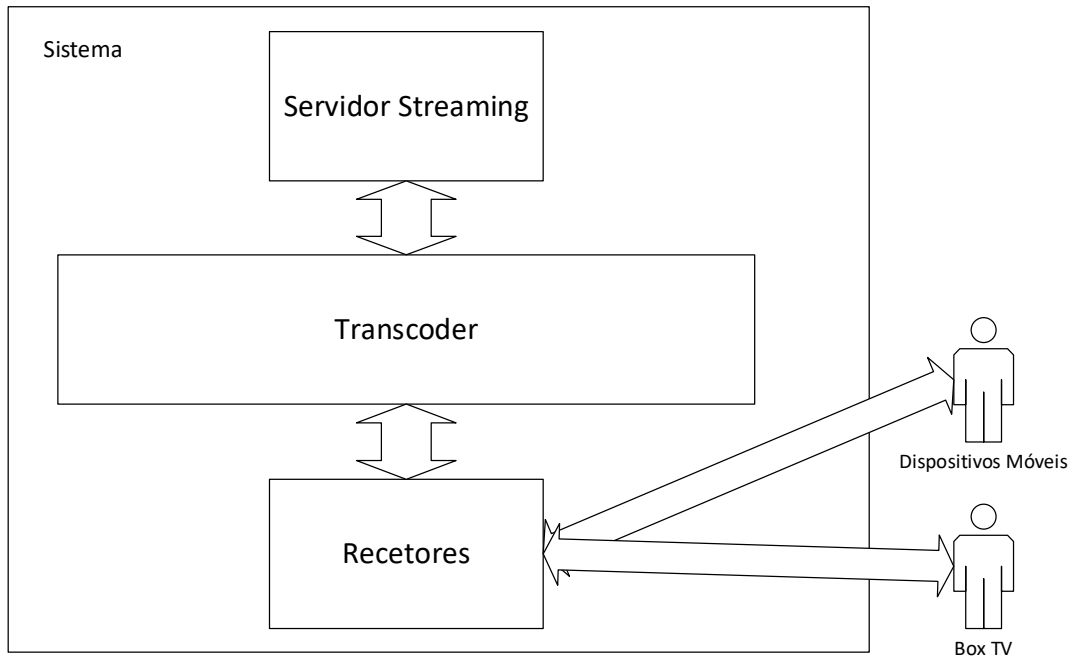 Sistema
Servidor Streaming
Transcoder
Dispositivos Móveis
Recetores
Box TV